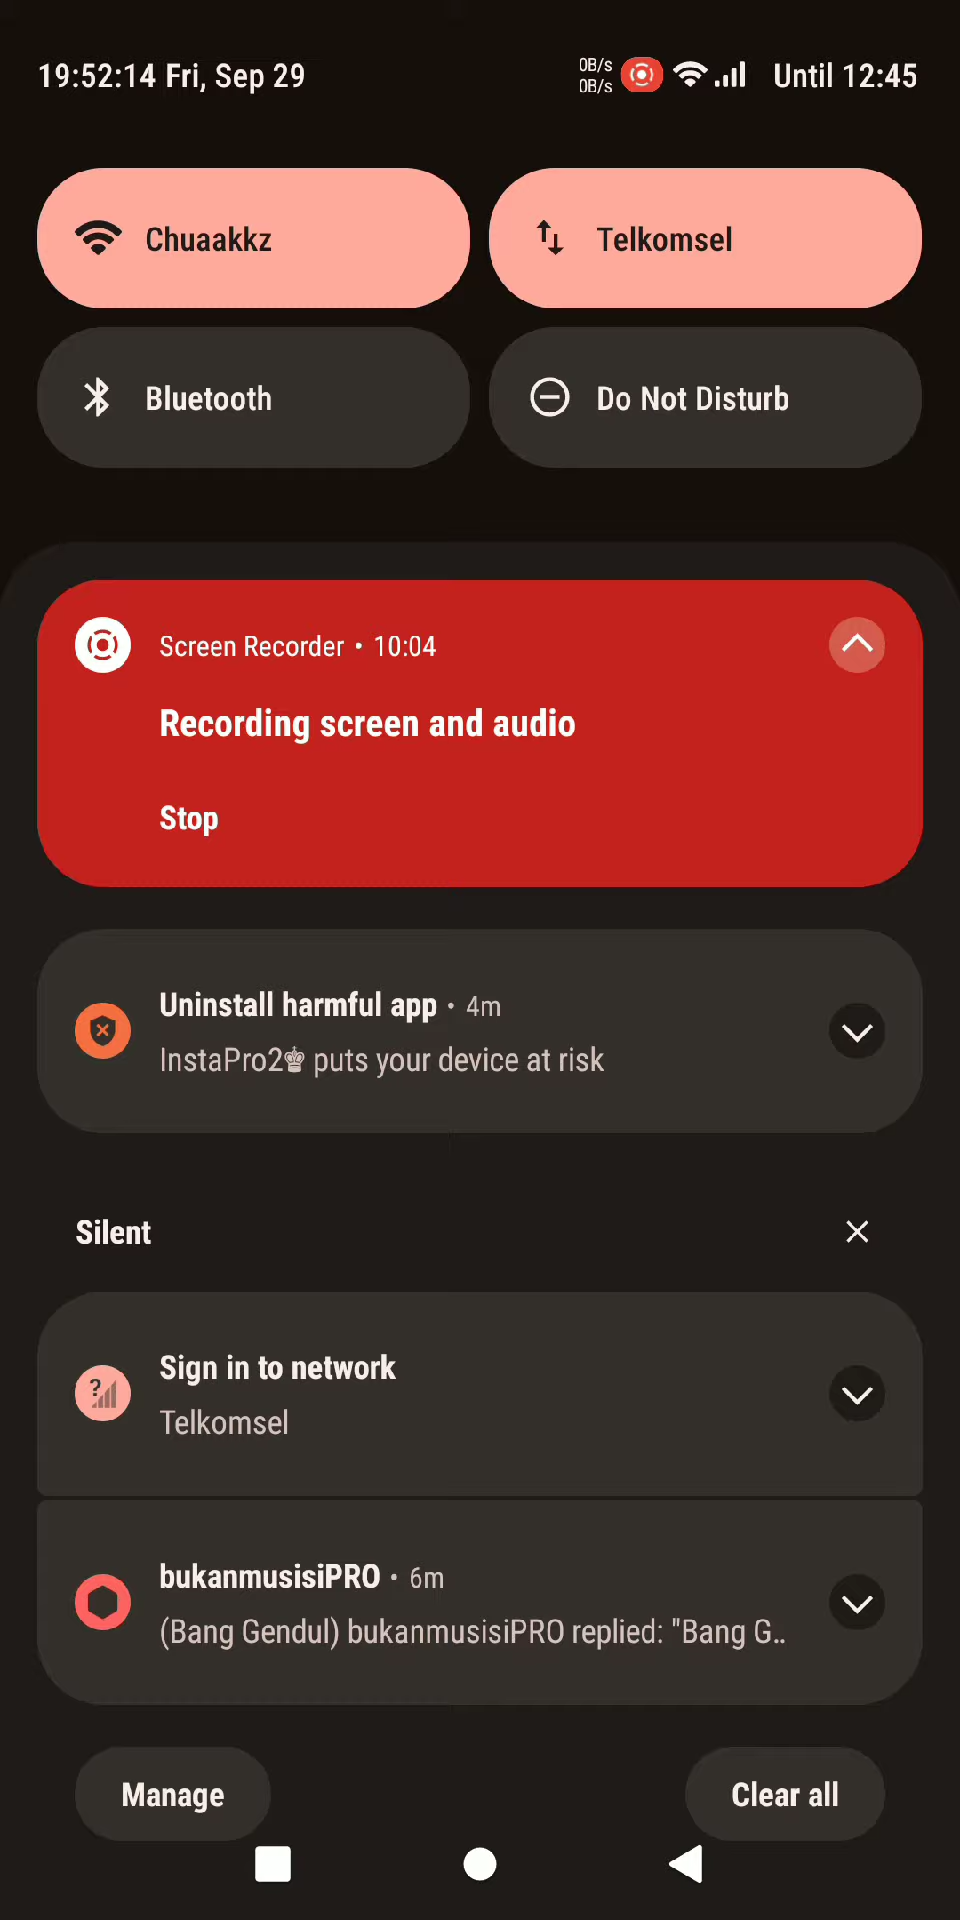 19:52:14 Fri, Sep 29
0B/s
0B/s
Until 12:45
Chuaakkz
Telkomsel
Bluetooth
Do Not Disturb
Screen Recorder • 10:04
Recording screen and audio
Stop
Uninstall harmful app • 4m
InstaPro2♚ puts your device at risk
Silent
Sign in to network
Telkomsel
bukanmusisiPRO • 6m
(Bang Gendul) bukanmusisiPRO replied: "Bang G..
Manage
Clear all